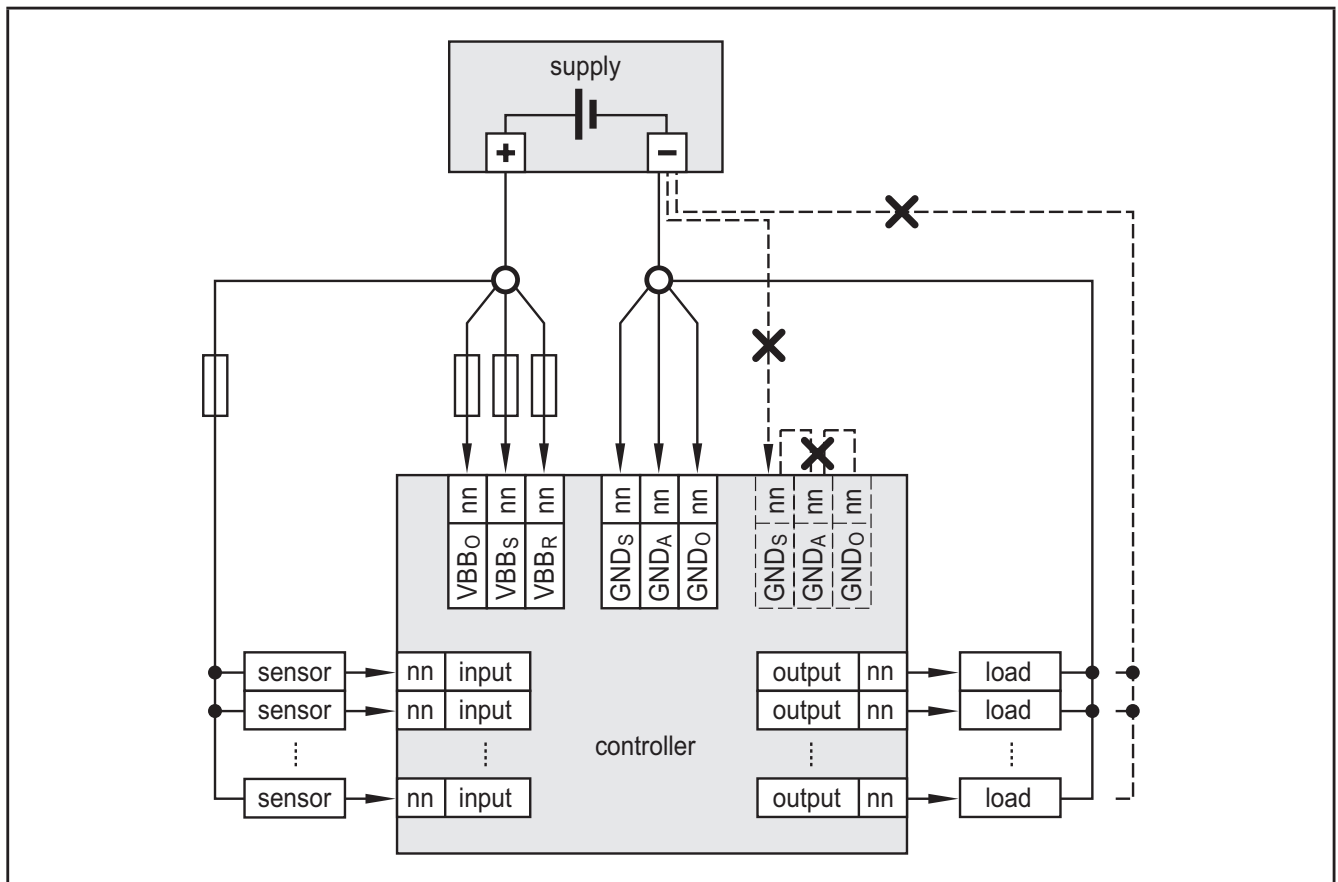 supply
+ −
nn nn nn nn nn nn nn nn nn
VBBO VBBS VBBR GNDS GNDA GNDO GNDS GNDA GNDO
sensor nn input output nn load
sensor nn input output nn load
controller
sensor nn input output nn load